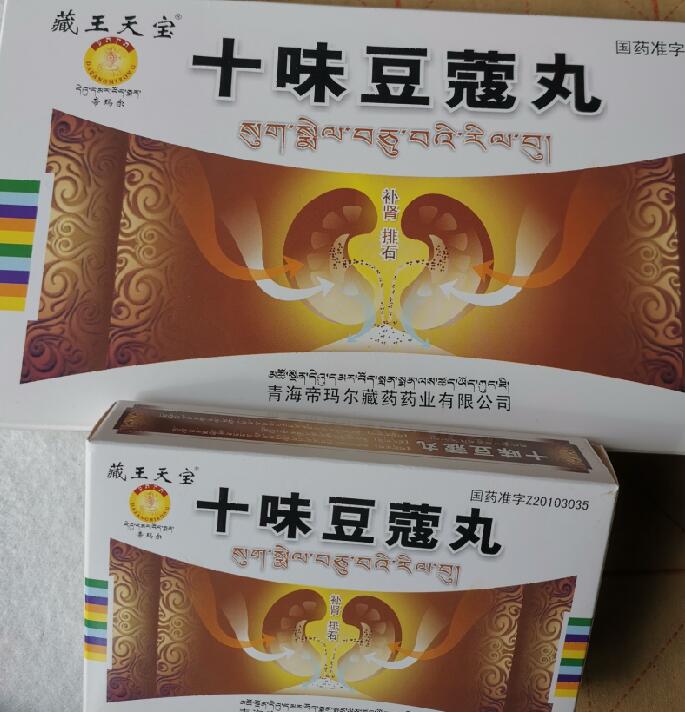 藏王天宝®
帝玛尔
十味豆蔻丸
国药准字
སུག་སྨེལ་བཅུ་བའི་རིལ་བུ།
补肾 排石
青海帝玛尔藏药药业有限公司
十味豆蔻丸
藏王天宝®
十味豆蔻丸
国药准字Z20103035
སུག་སྨེལ་བཅུ་བའི་རིལ་བུ།
补肾 排石